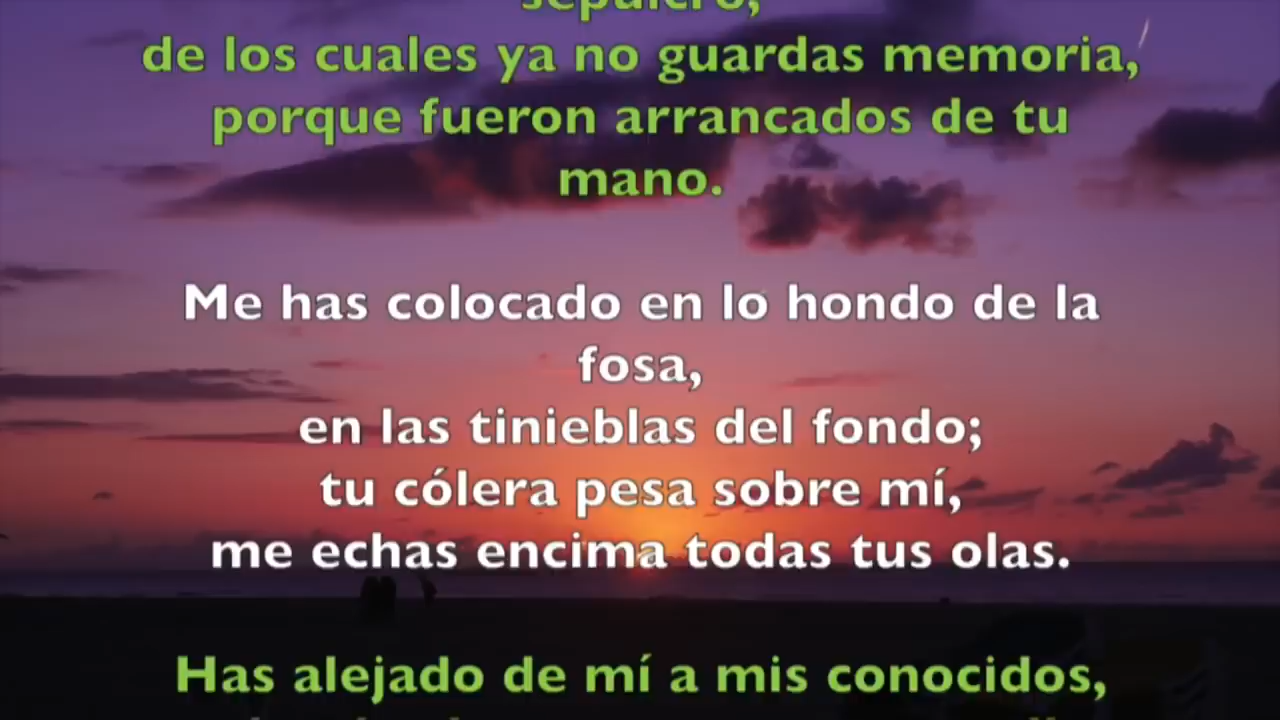 sepulcro,
de los cuales ya no guardas memoria,
porque fueron arrancados de tu
mano.
Me has colocado en lo hondo de la
fosa,
en las tinieblas del fondo;
tu cólera pesa sobre mí,
me echas encima todas tus olas.
Has alejado de mí a mis conocidos,